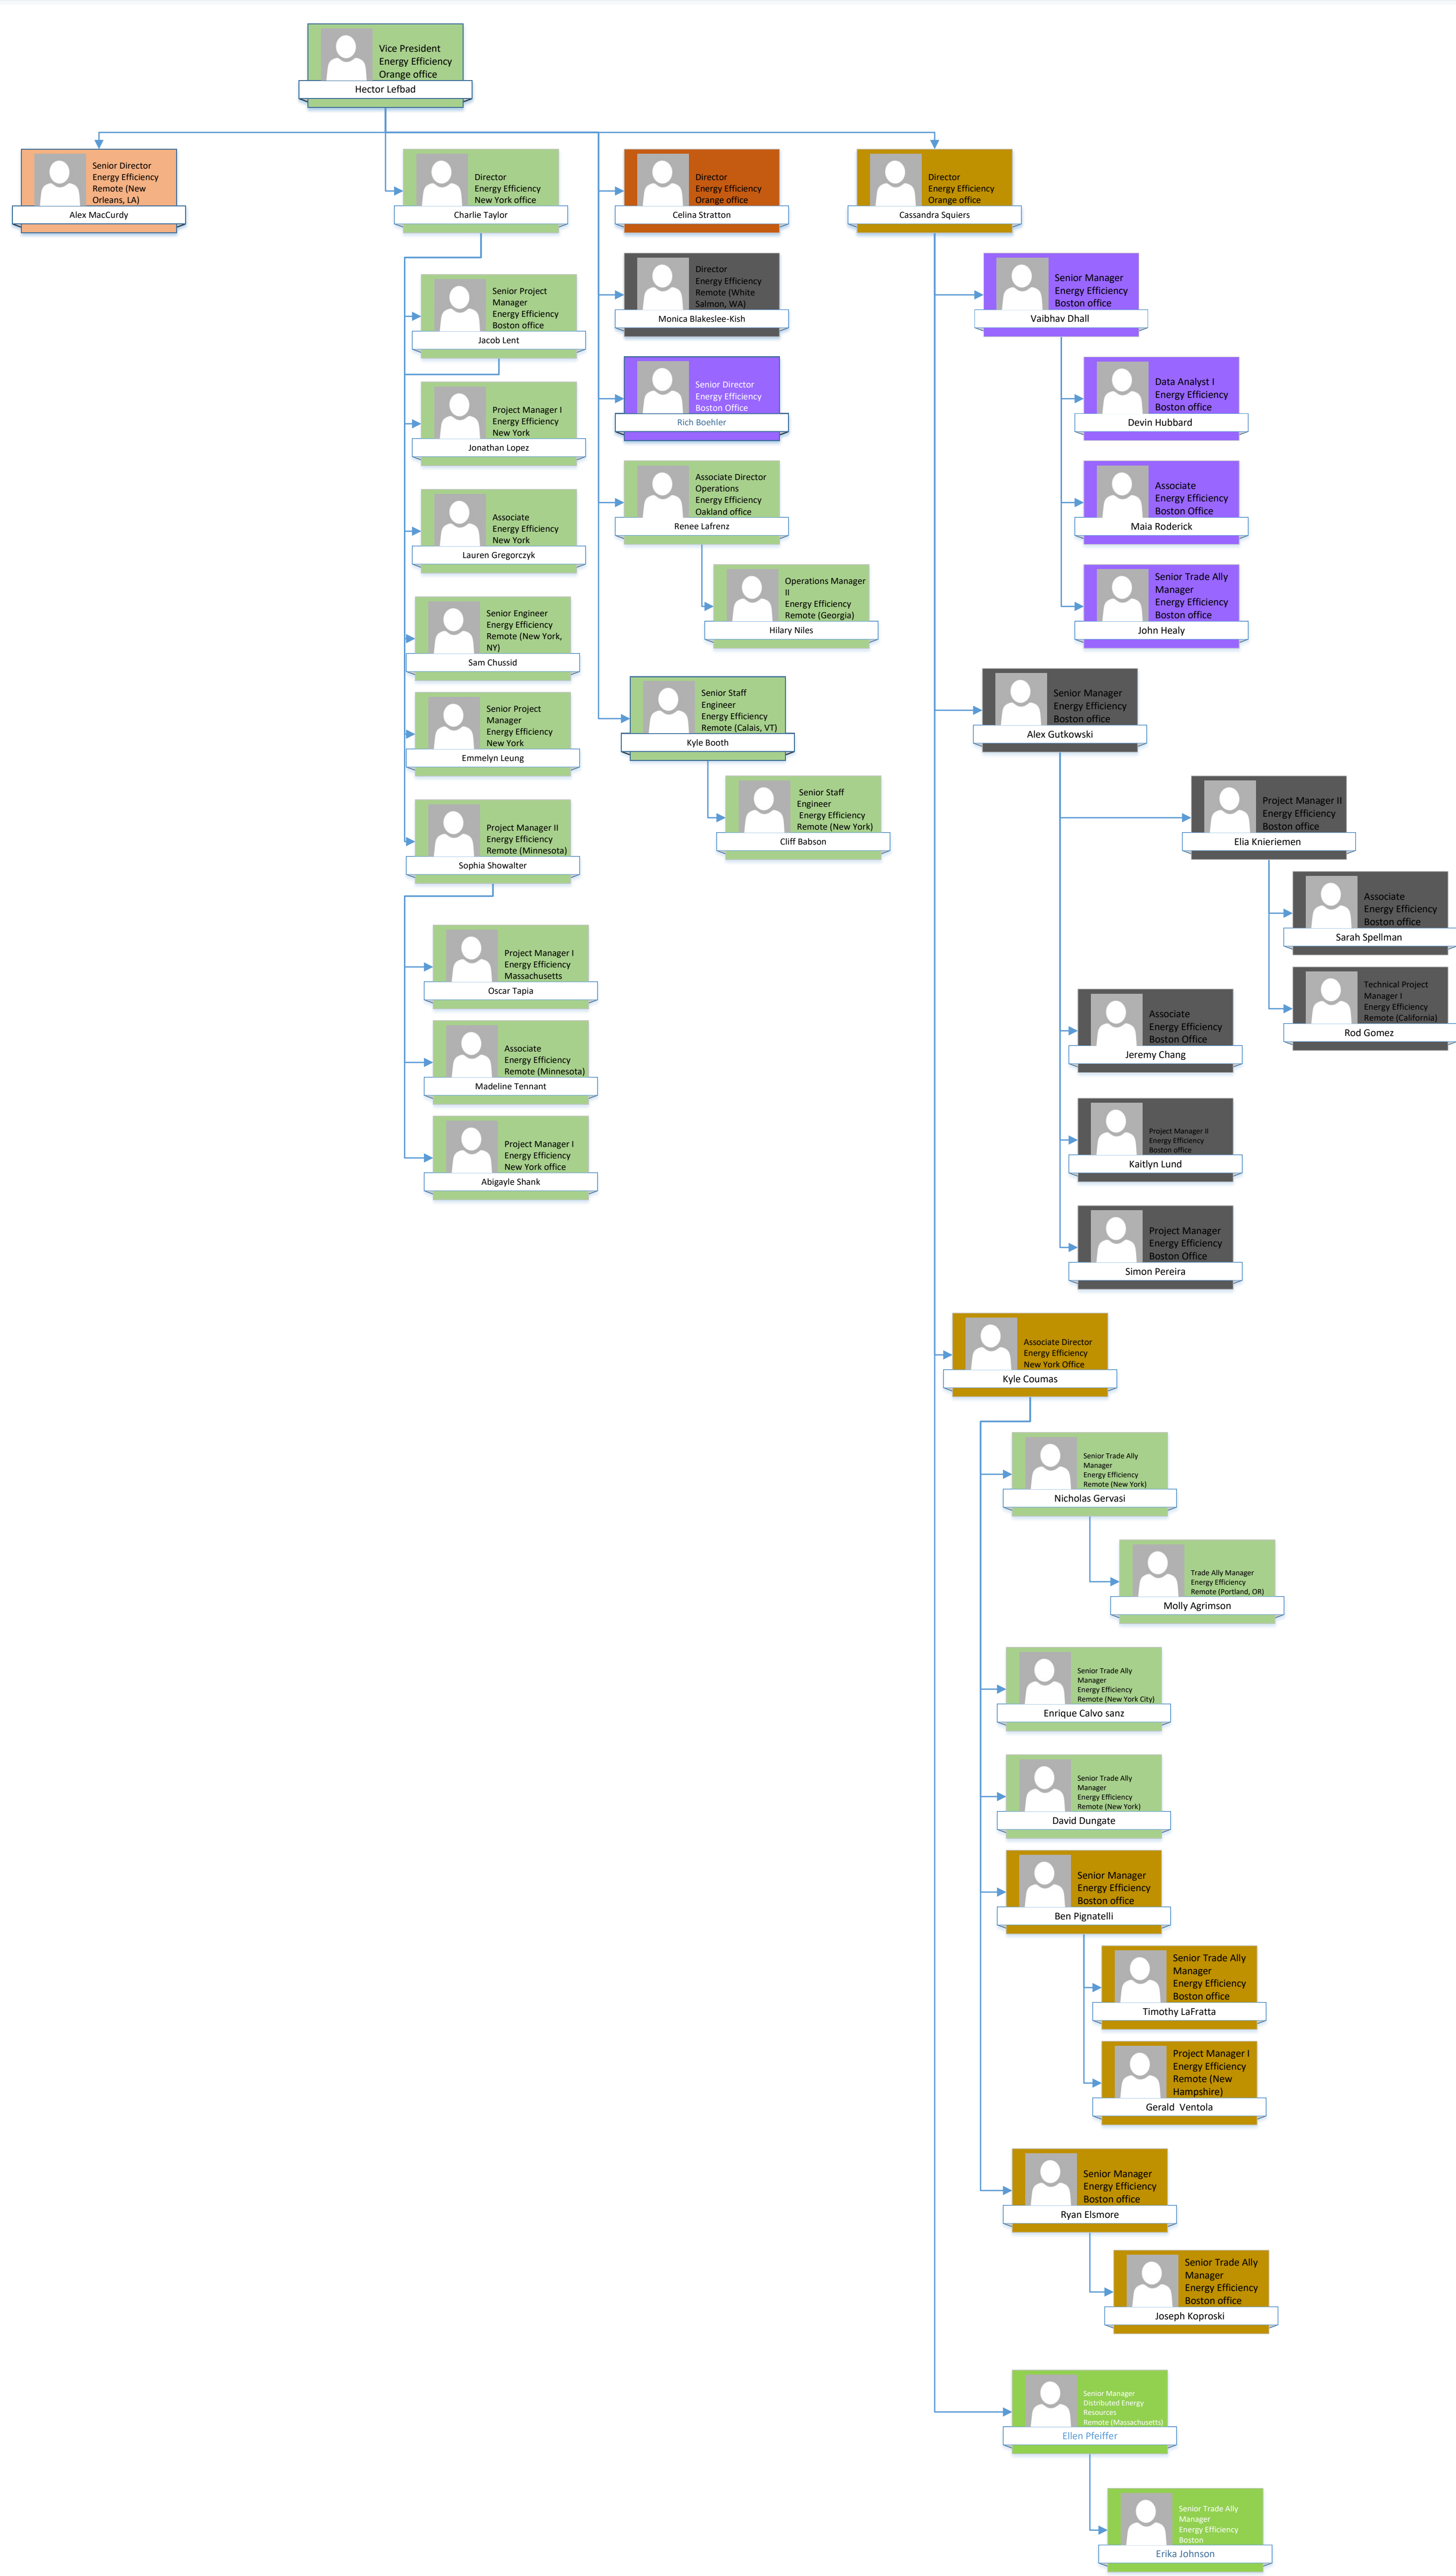 Vice President
Energy Efficiency
Orange office
Hector Lefbad
Senior Director
Energy Efficiency
Remote (New
Orleans, LA)
Alex MacCurdy
Director
Energy Efficiency
New York office
Charlie Taylor
Senior Project
Manager
Energy Efficiency
Boston office
Jacob Lent
Project Manager I
Energy Efficiency
New York
Jonathan Lopez
Associate
Energy Efficiency
New York
Lauren Gregorczyk
Senior Engineer
Energy Efficiency
Remote (New York,
NY)
Sam Chussid
Senior Project
Manager
Energy Efficiency
New York
Emmelyn Leung
Project Manager II
Energy Efficiency
Remote (Minnesota)
Sophia Showalter
Project Manager I
Energy Efficiency
Massachusetts
Oscar Tapia
Associate
Energy Efficiency
Remote (Minnesota)
Madeline Tennant
Project Manager I
Energy Efficiency
New York office
Abigayle Shank
Director
Energy Efficiency
Orange office
Celina Stratton
Director
Energy Efficiency
Remote (White
Salmon, WA)
Monica Blakeslee-Kish
Senior Director
Energy Efficiency
Boston Office
Rich Boehler
Associate Director
Operations
Energy Efficiency
Oakland office
Renee Lafrenz
Operations Manager
II
Energy Efficiency
Remote (Georgia)
Hilary Niles
Senior Staff
Engineer
Energy Efficiency
Remote (Calais, VT)
Kyle Booth
Senior Staff
Engineer
Energy Efficiency
Remote (New York)
Cliff Babson
Director
Energy Efficiency
Orange office
Cassandra Squiers
Senior Manager
Energy Efficiency
Boston office
Vaibhav Dhall
Data Analyst I
Energy Efficiency
Boston office
Devin Hubbard
Associate
Energy Efficiency
Boston Office
Maia Roderick
Senior Trade Ally
Manager
Energy Efficiency
Boston office
John Healy
Senior Manager
Energy Efficiency
Boston office
Alex Gutkowski
Project Manager II
Energy Efficiency
Boston office
Elia Knieriemen
Associate
Energy Efficiency
Boston office
Sarah Spellman
Technical Project
Manager I
Energy Efficiency
Remote (California)
Rod Gomez
Associate
Energy Efficiency
Boston Office
Jeremy Chang
Project Manager II
Energy Efficiency
Boston office
Kaitlyn Lund
Project Manager
Energy Efficiency
Boston Office
Simon Pereira
Associate Director
Energy Efficiency
New York Office
Kyle Coumas
Senior Trade Ally
Manager
Energy Efficiency
Remote (New York)
Nicholas Gervasi
Trade Ally Manager
Energy Efficiency
Remote (Portland, OR)
Molly Agrimson
Senior Trade Ally
Manager
Energy Efficiency
Remote (New York City)
Enrique Calvo sanz
Senior Trade Ally
Manager
Energy Efficiency
Remote (New York)
David Dungate
Senior Manager
Energy Efficiency
Boston office
Ben Pignatelli
Senior Trade Ally
Manager
Energy Efficiency
Boston office
Timothy LaFratta
Project Manager I
Energy Efficiency
Remote (New
Hampshire)
Gerald  Ventola
Senior Manager
Energy Efficiency
Boston office
Ryan Elsmore
Senior Trade Ally
Manager
Energy Efficiency
Boston office
Joseph Koproski
Senior Manager
Distributed Energy
Resources
Remote (Massachusetts)
Ellen Pfeiffer
Senior Trade Ally
Manager
Energy Efficiency
Boston
Erika Johnson